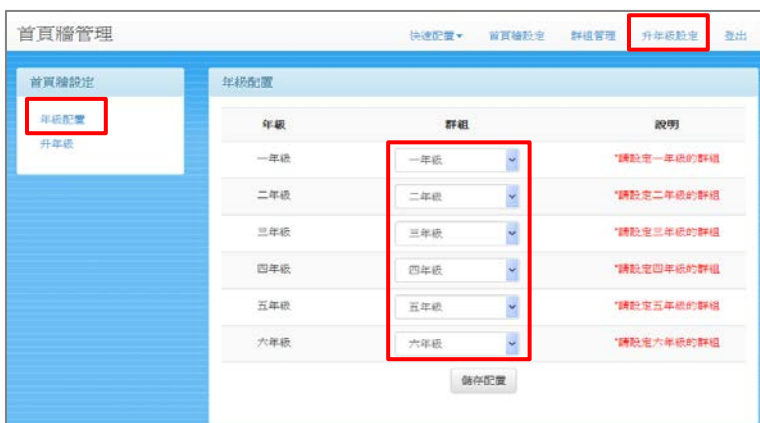 首頁牆管理
快速配置 首頁牆設定 群組管理 升年級設定 登出
首頁牆設定
年級配置
升年級
年級配置
年級 群組 說明
一年級 一年級 *請設定一年級的群組
二年級 二年級 *請設定二年級的群組
三年級 三年級 *請設定三年級的群組
四年級 四年級 *請設定四年級的群組
五年級 五年級 *請設定五年級的群組
六年級 六年級 *請設定六年級的群組
儲存配置